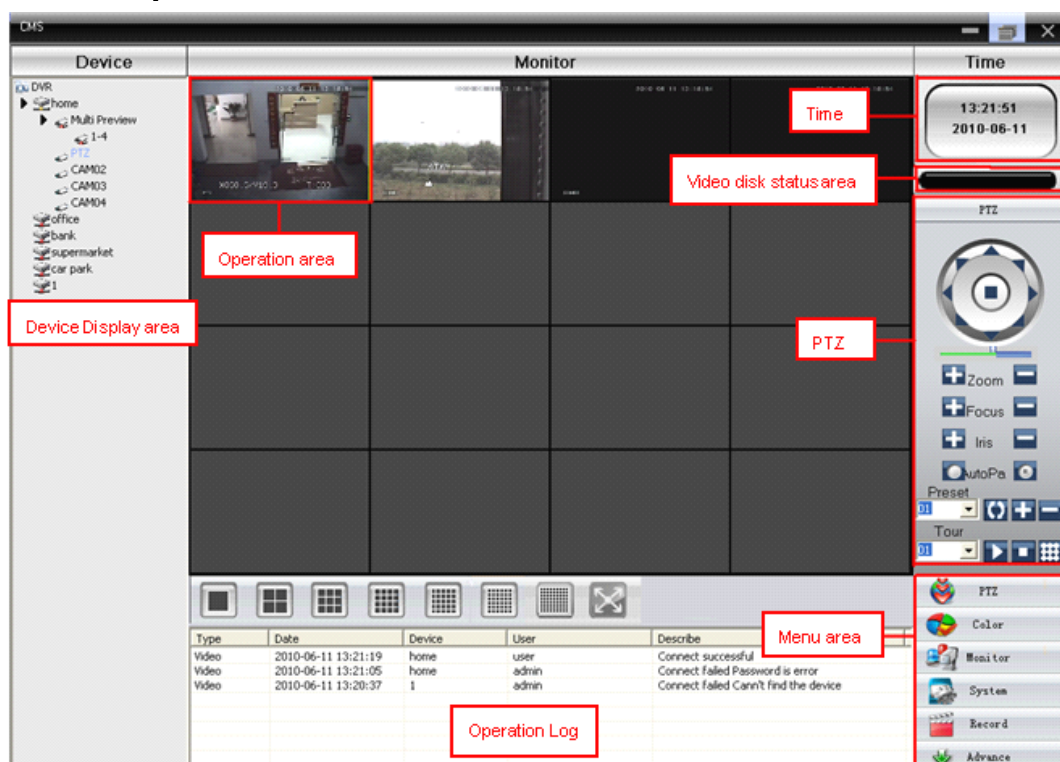 CMS
Device
Monitor
Time
DVR
home
Multi Preview
1-4
PTZ
CAM02
CAM03
CAM04
office
bank
supermarket
car park
1
Device Display area
Operation area
Time
13:21:51
2010-06-11
Video disk status area
PTZ
PTZ
Zoom
Focus
Iris
AutoPa
Preset
01
Tour
01
Type Date Device User Describe
Video 2010-06-11 13:21:19 home user Connect successful
Video 2010-06-11 13:21:05 home admin Connect failed Password is error
Video 2010-06-11 13:20:37 1 admin Connect failed Cann't find the device
Operation Log
Menu area
PTZ
Color
Monitor
System
Record
Advance